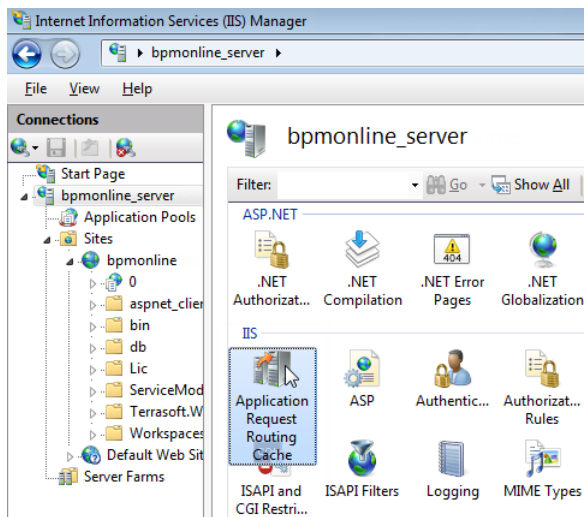 Internet Information Services (IIS) Manager
bpmonline_server
File View Help
Connections
Start Page
bpmonline_server
Application Pools
Sites
bpmonline
0
aspnet_clier
bin
db
Lic
ServiceMod
Terrasoft.W
Workspaces
Default Web Sit
Server Farms
bpmonline_server
Filter: Go Show All
ASP.NET
.NET Authorizat...
.NET Compilation
404
.NET Error Pages
.NET Globalization
IIS
Application Request Routing Cache
ASP
Authentic...
Authorizat... Rules
ISAPI and CGI Restri...
ISAPI Filters
Logging
MIME Types